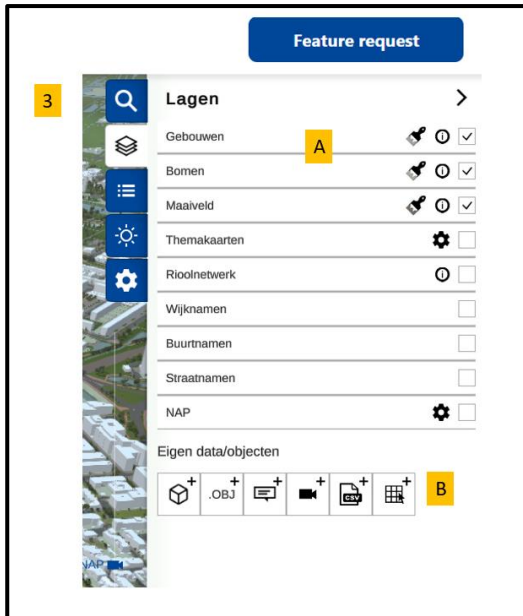 Feature request
3
Lagen
Gebouwen
A
Bomen
Maaiveld
Themakaarten
Rioolnetwerk
Wijknamen
Buurtnamen
Straatnamen
NAP
Eigen data/objecten
.OBJ
CSV
B
NAP